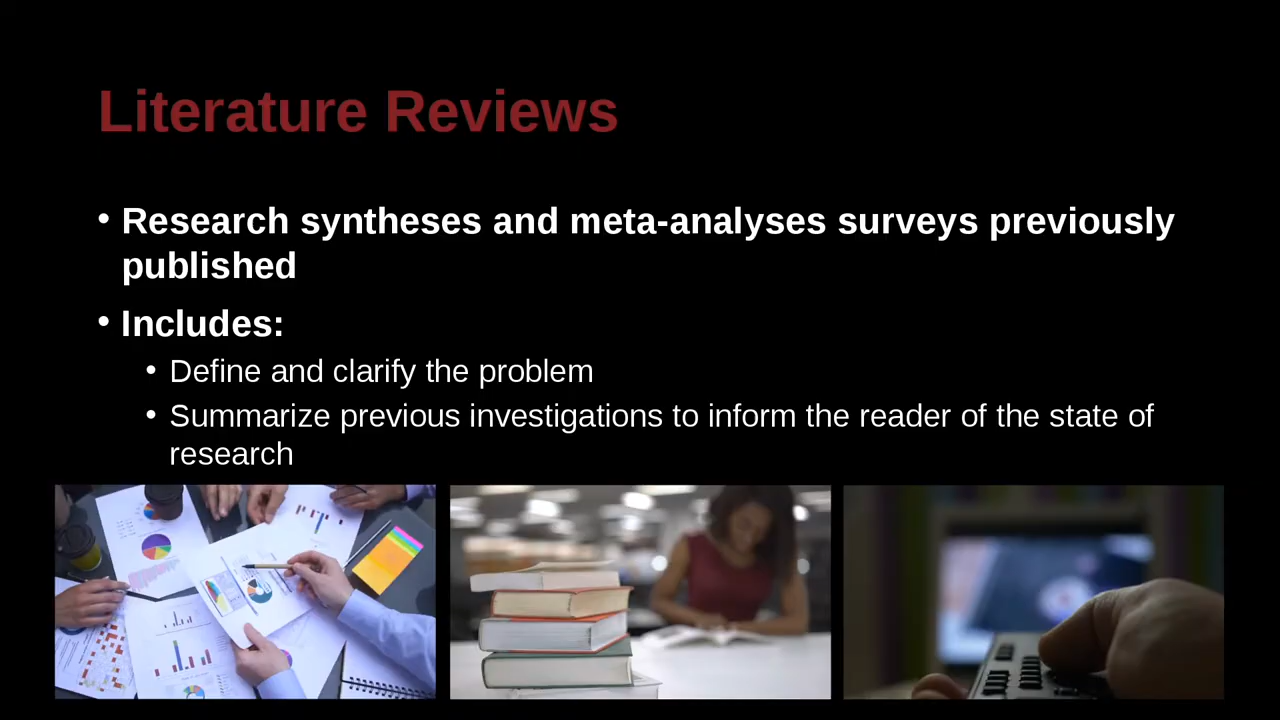 Literature Reviews
• Research syntheses and meta-analyses surveys previously
published
• Includes:
• Define and clarify the problem
• Summarize previous investigations to inform the reader of the state of
research